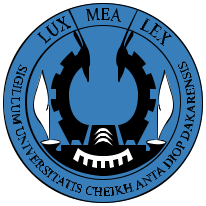 LUX MEA LEX
SIGILLUM UNIVERSITATIS CHEIKH ANTA DIOP DAKARENSIS